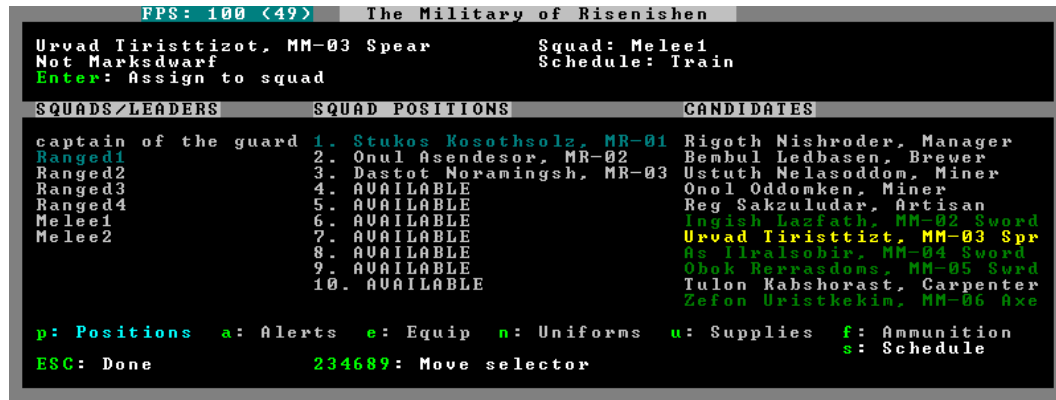 FPS: 100 (49) The Military of Risenishen
Urvad Tiristtizot, MM-03 Spear Squad: Melee1
Not Marksdwarf Schedule: Train
Enter: Assign to squad
SQUADS/LEADERS SQUAD POSITIONS CANDIDATES
captain of the guard 1. Stukos Kosothsolz, MR-01 Rigoth Nishroder, Manager
Ranged1 2. Onul Asendesor, MR-02 Bembul Ledbasen, Brewer
Ranged2 3. Dastot Noramingsh, MR-03 Ustuth Nelasoddom, Miner
Ranged3 4. AVAILABLE Onol Oddomken, Miner
Ranged4 5. AVAILABLE Reg Sakzuludar, Artisan
Melee1 6. AVAILABLE Ingish Lazfath, MM-02 Sword
Melee2 7. AVAILABLE Urvad Tiristtizt, MM-03 Spr
8. AVAILABLE As Ilralsobir, MM-04 Sword
9. AVAILABLE Obok Rerrasdoms, MM-05 Swrd
10. AVAILABLE Tulon Kabshorast, Carpenter
Zefon Uristkekim, MM-06 Axe
p: Positions a: Alerts e: Equip n: Uniforms u: Supplies f: Ammunition
s: Schedule
ESC: Done 234689: Move selector